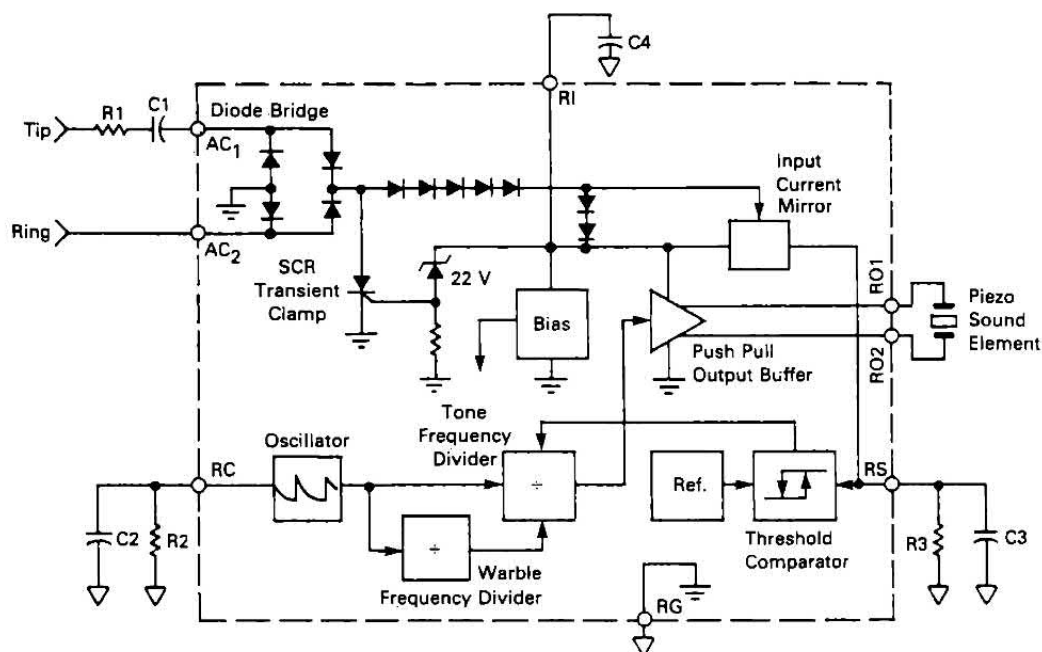 C4
RI
R1
C1
Diode Bridge
Tip
AC1
Input
Current
Mirror
Ring
AC2
SCR
Transient
Clamp
22 V
Bias
RO1
RO2
Piezo
Sound
Element
Push Pull
Output Buffer
Tone
Frequency
Divider
Oscillator
RC
÷
Ref.
RS
C2
R2
÷
Warble
Frequency Divider
Threshold
Comparator
R3
C3
RG